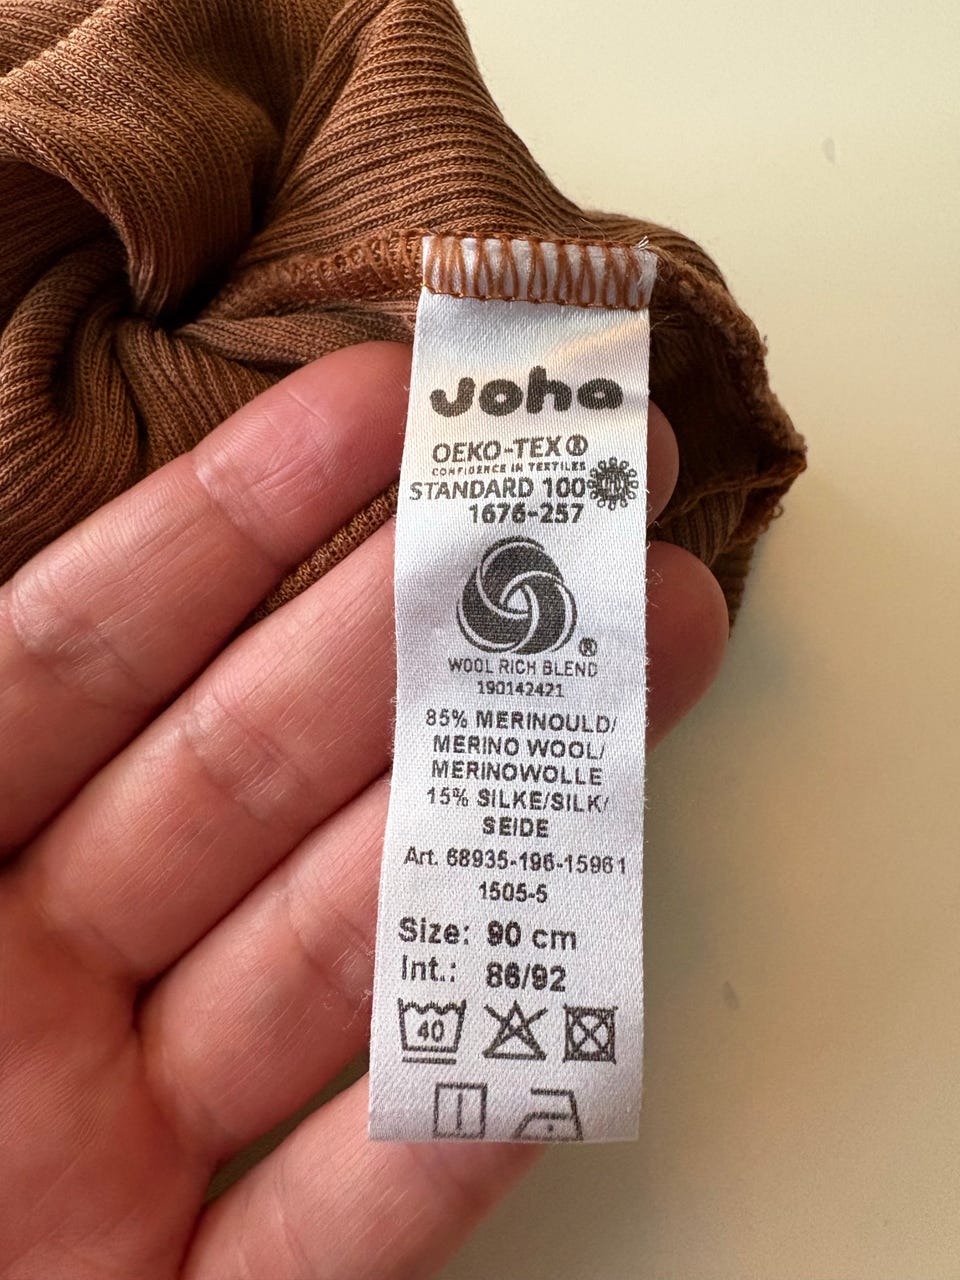 Joha
OEKO-TEX®
CONFIDENCE IN TEXTILES
STANDARD 100
1676-257
®
WOOL RICH BLEND
190142421
85% MERINOULD/
MERINO WOOL/
MERINOWOLLE
15% SILKE/SILK/
SEIDE
Art. 68935-196-15961
1505-5
Size: 90 cm
Int.: 86/92
40